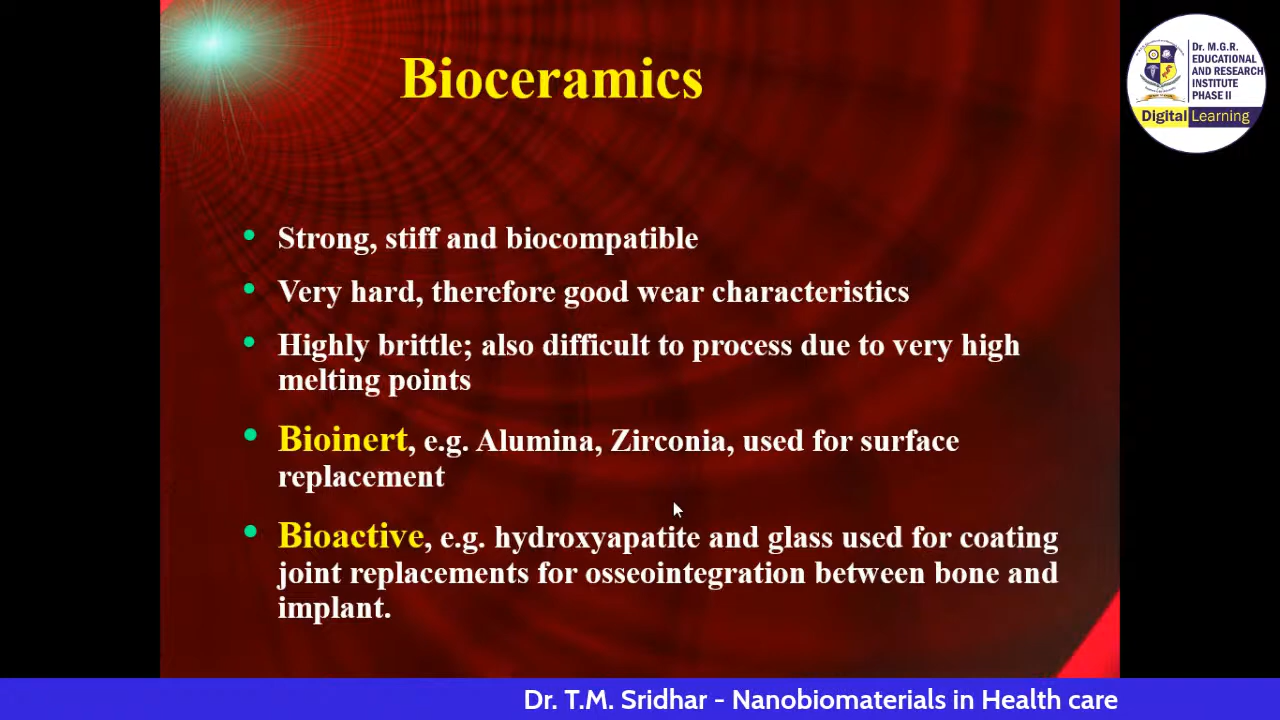 Bioceramics
Dr. M.G.R.
EDUCATIONAL
AND RESEARCH
INSTITUTE
PHASE II
Digital Learning
• Strong, stiff and biocompatible
• Very hard, therefore good wear characteristics
• Highly brittle; also difficult to process due to very high
melting points
• Bioinert, e.g. Alumina, Zirconia, used for surface
replacement
• Bioactive, e.g. hydroxyapatite and glass used for coating
joint replacements for osseointegration between bone and
implant.
Dr. T.M. Sridhar - Nanobiomaterials in Health care